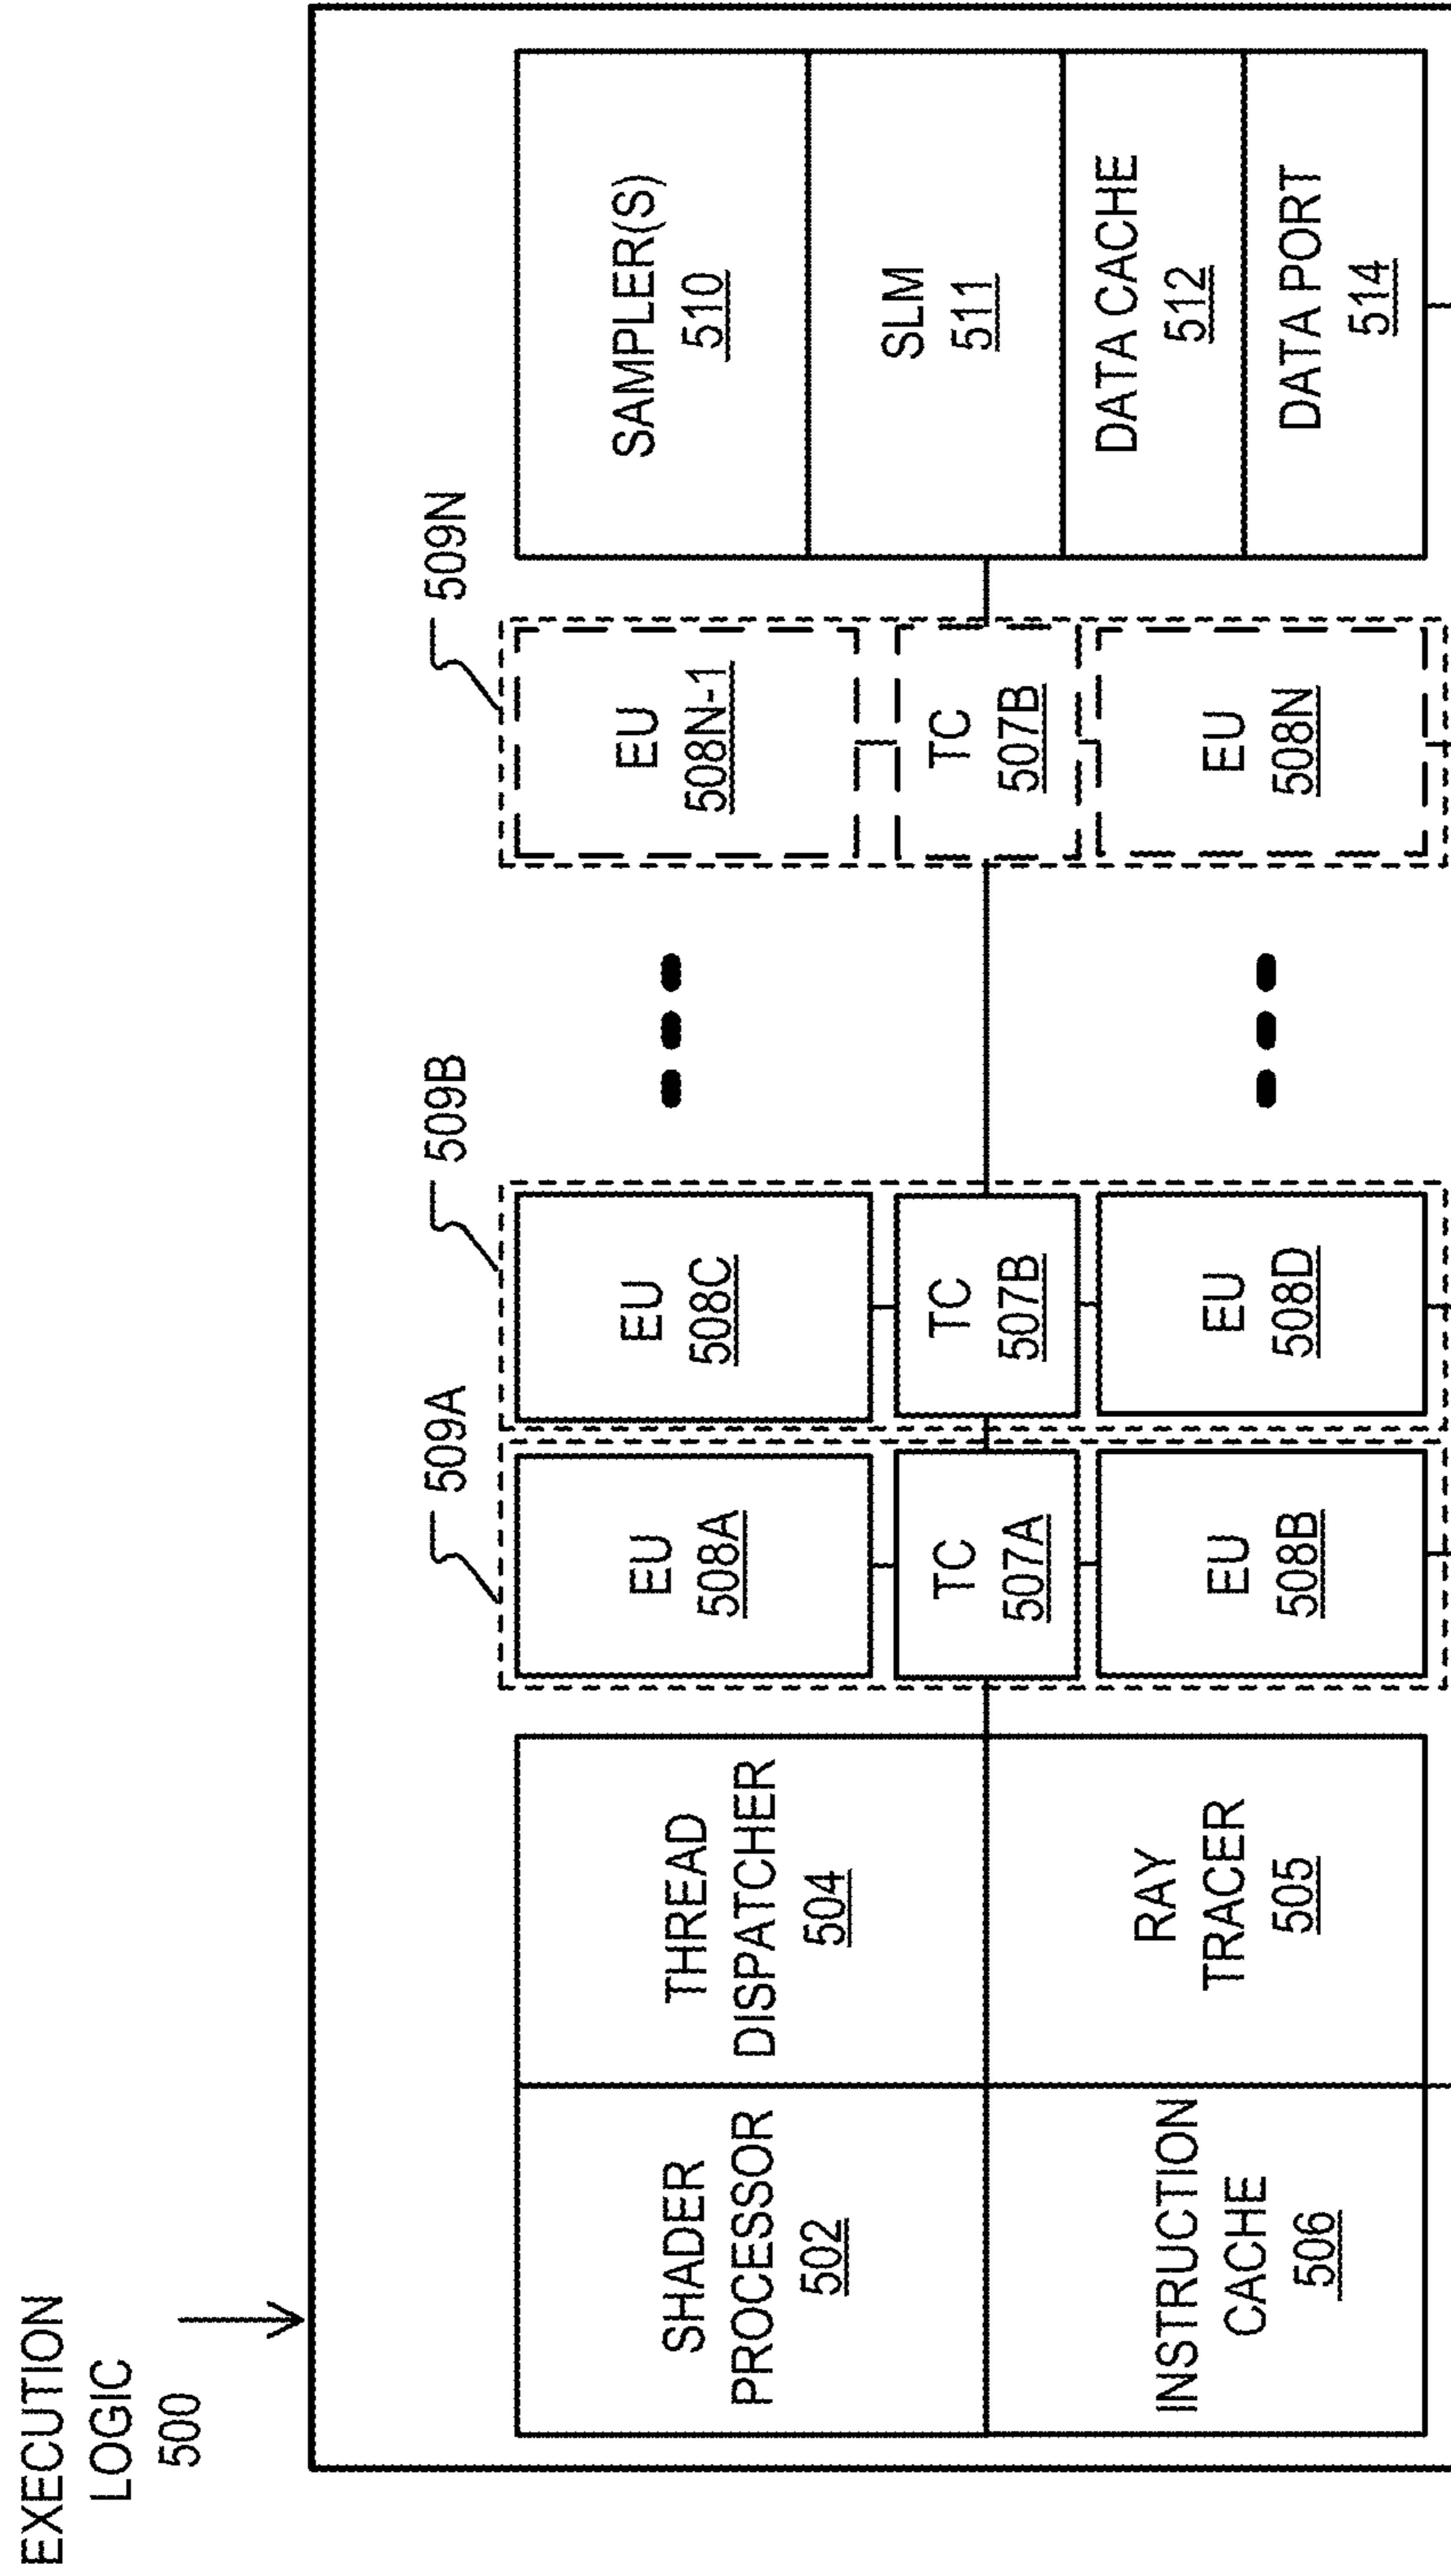 EXECUTION
LOGIC
500
509A
509B
509N
SHADER
PROCESSOR
502
THREAD
DISPATCHER
504
EU
508A
EU
508C
EU
508N-1
SAMPLER(S)
510
TC
507A
TC
507B
TC
507B
SLM
511
INSTRUCTION
CACHE
506
RAY
TRACER
505
EU
508B
EU
508D
EU
508N
DATA CACHE
512
DATA PORT
514